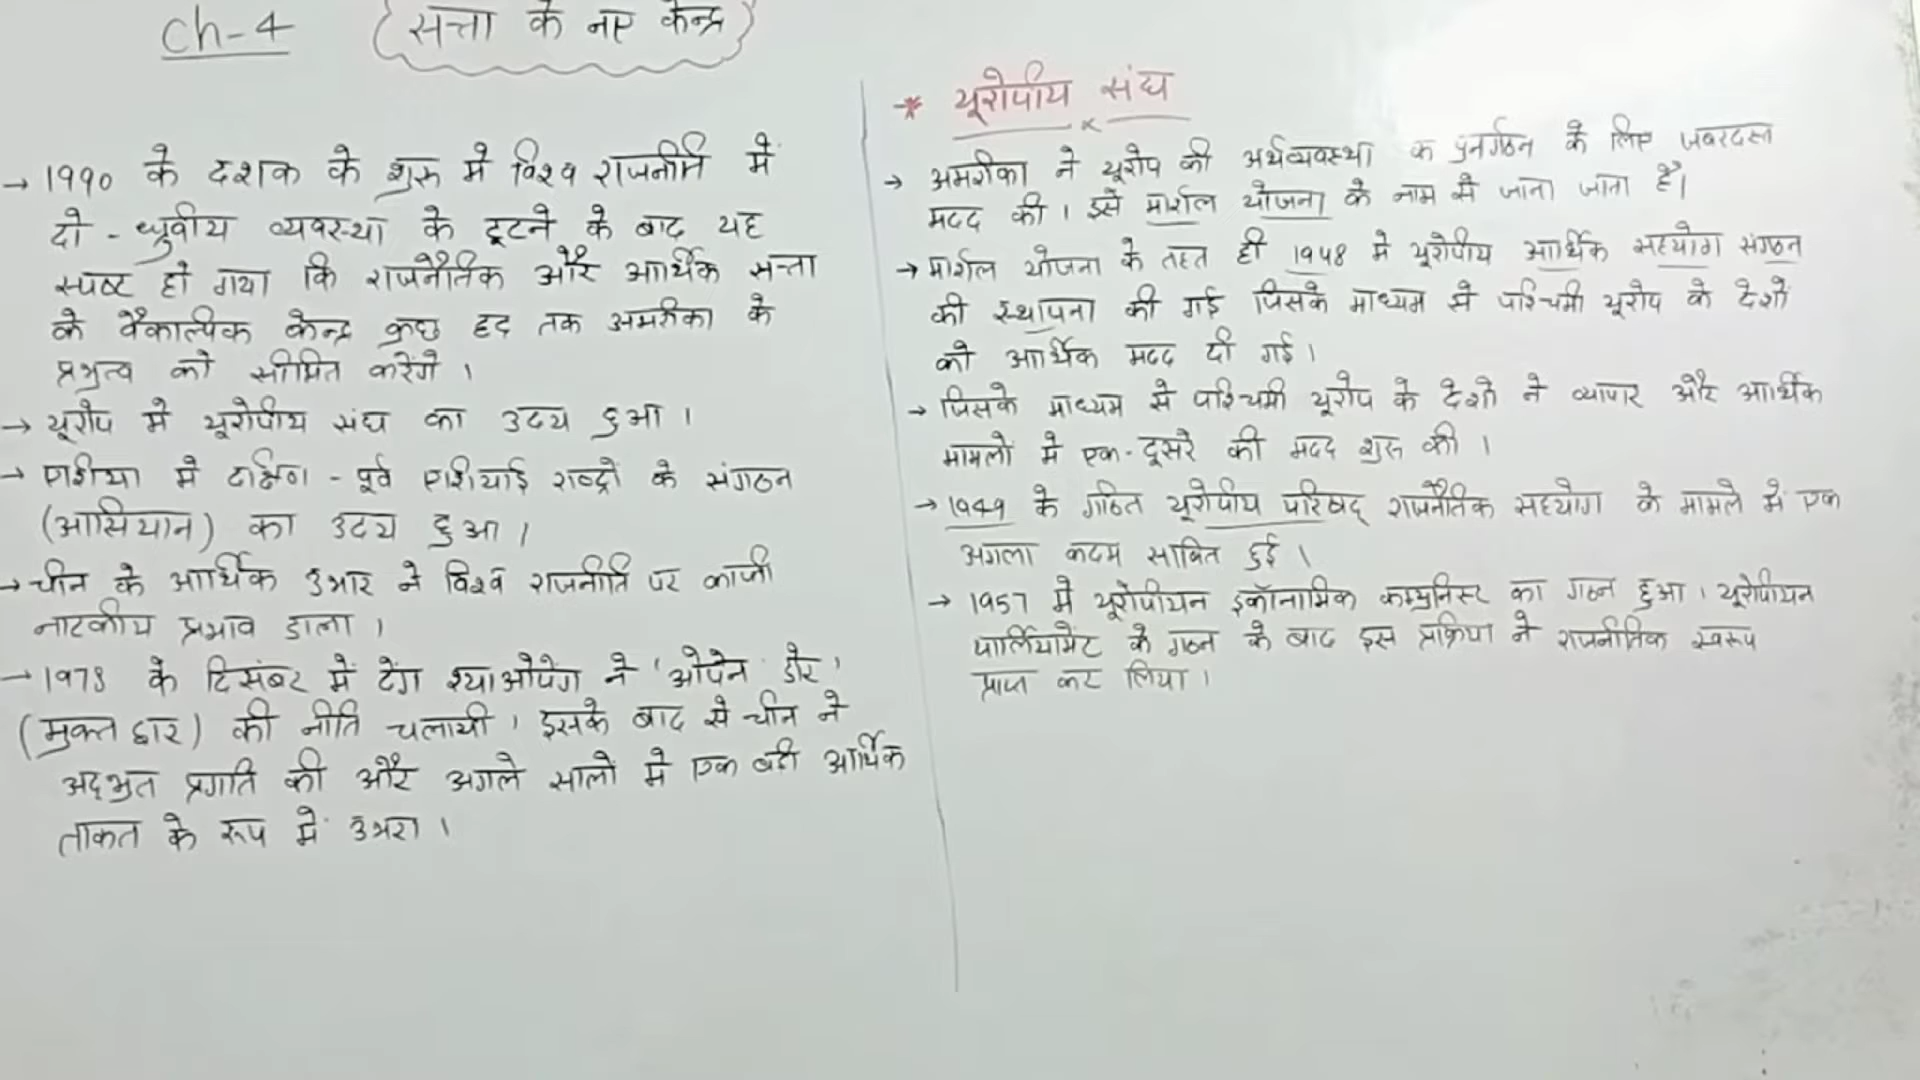 Ch-4 (सत्ता के नए केन्द्र)
→ 1990 के दशक के शुरू मे विश्व राजनीति में
दो - ध्रुवीय व्यवस्था के टूटने के बाद यह
स्पष्ट हो गया कि राजनैतिक और आर्थिक सत्ता
के वैकाल्पिक केन्द्र कुछ हद तक अमरीका के
प्रभुत्व को सीमित करेंगे ।
→ यूरोप मे यूरोपीय संघ का उदय हुआ ।
→ एशिया मे दक्षिण - पूर्व एशियाई राष्ट्रों के संगठन
(आसियान) का उदय हुआ ।
→ चीन के आर्थिक उभार ने विश्व राजनीति पर काफी
नाटकीय प्रभाव डाला ।
→ 1978 के दिसंबर में देंग श्याओपेंग ने 'ओपेन डोर'
(मुक्त द्वार) की नीति चलायी । इसके बाद से चीन ने
अद्भुत प्रगति की और अगले सालो मे एक बडी आर्थिक
ताकत के रूप में उभरा ।
* यूरोपीय संघ
→ अमरीका ने यूरोप की अर्थव्यवस्था क पुनर्गठन के लिए जबरदस्त
मदद की । इसे मार्शल योजना के नाम से जाना जाता है।
→ मार्शल योजना के तहत ही 1948 मे यूरोपीय आर्थिक सहयोग संगठन
की स्थापना की गई जिसके माध्यम से पश्चिमी यूरोप के देशों
को आर्थिक मदद दी गई ।
→ जिसके माध्यम से पश्चिमी यूरोप के देशो ने व्यापार और आर्थिक
मामलों मे एक-दूसरे की मदद शुरु की ।
→ 1949 के गठित यूरोपीय परिषद् राजनैतिक सहयोग के मामले मे एक
अगला कदम साबित हुई ।
→ 1957 मे यूरोपीयन इकॉनामिक कम्युनिस्ट का गठन हुआ । यूरोपीयन
पार्लियामेंट के गठन के बाद इस प्रक्रिया ने राजनीतिक स्वरूप
प्राप्त कर लिया ।